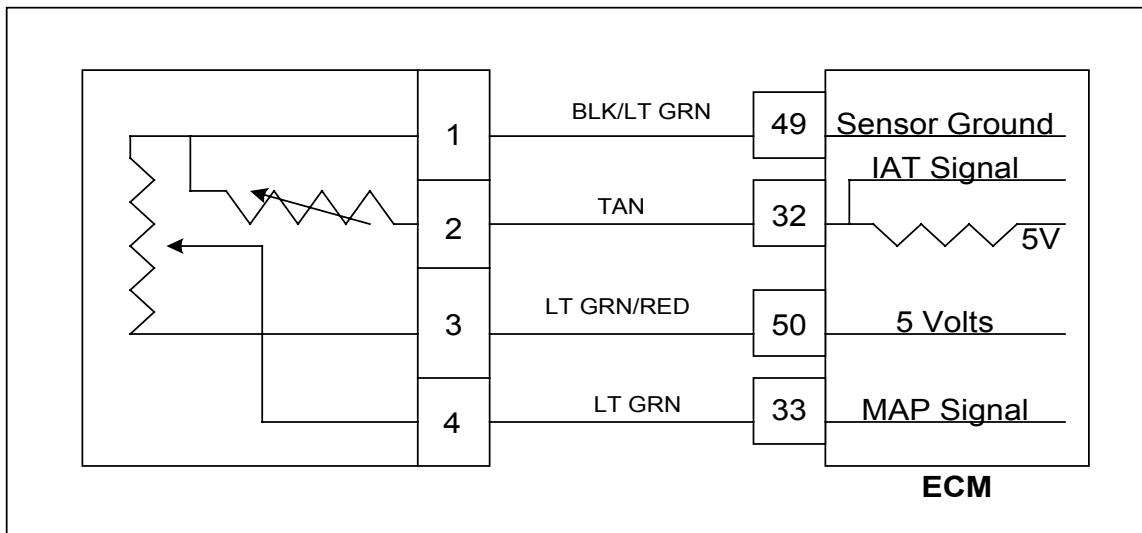 1
BLK/LT GRN
49
Sensor Ground
IAT Signal
2
TAN
32
5V
3
LT GRN/RED
50
5 Volts
4
LT GRN
33
MAP Signal
ECM